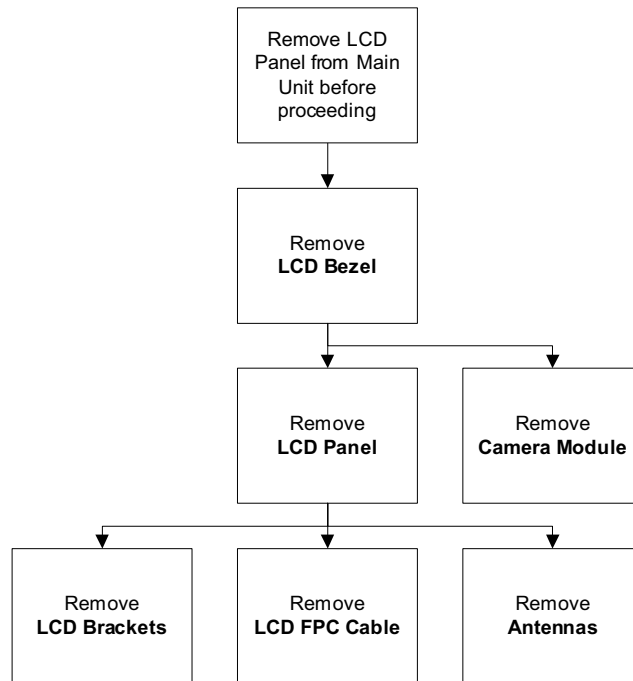 Remove LCD
Panel from Main
Unit before
proceeding
Remove
LCD Bezel
Remove
LCD Panel
Remove
Camera Module
Remove
LCD Brackets
Remove
LCD FPC Cable
Remove
Antennas